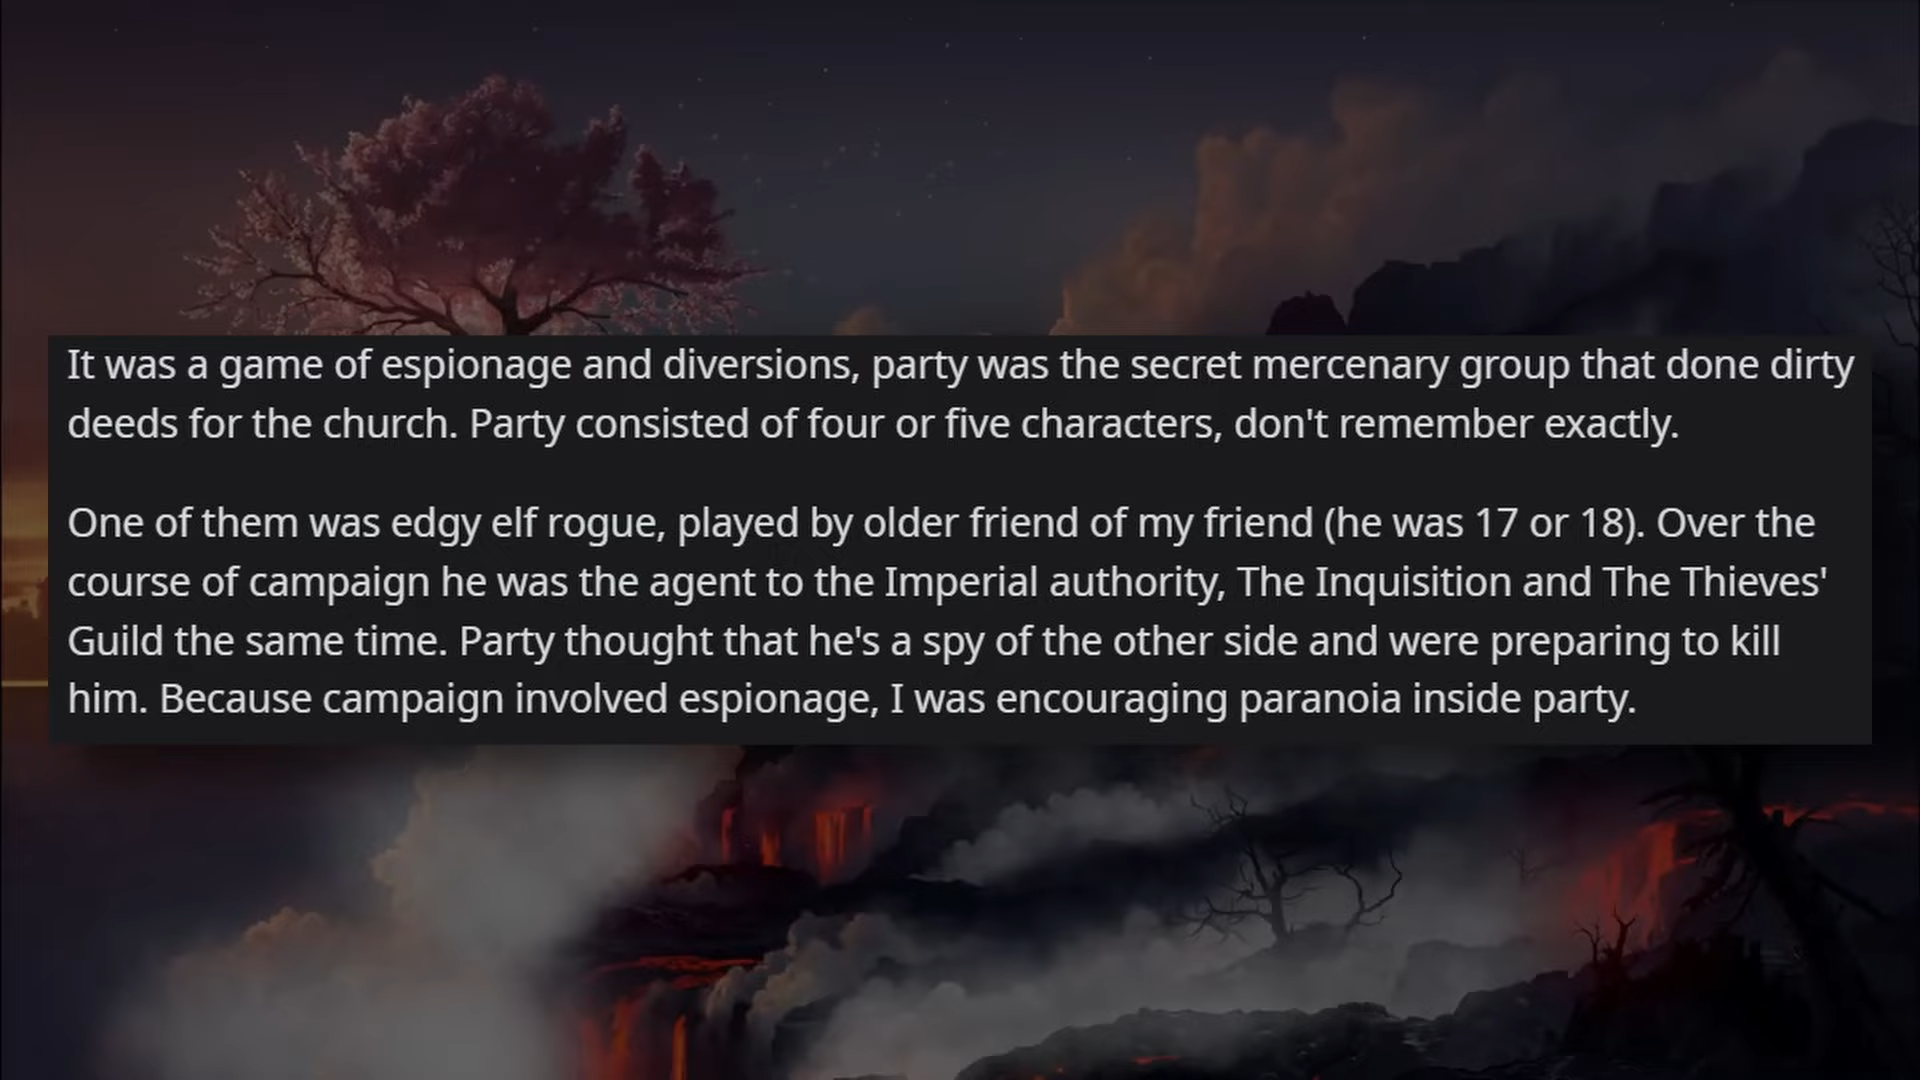 It was a game of espionage and diversions, party was the secret mercenary group that done dirty
deeds for the church. Party consisted of four or five characters, don't remember exactly.
One of them was edgy elf rogue, played by older friend of my friend (he was 17 or 18). Over the
course of campaign he was the agent to the Imperial authority, The Inquisition and The Thieves'
Guild the same time. Party thought that he's a spy of the other side and were preparing to kill
him. Because campaign involved espionage, I was encouraging paranoia inside party.